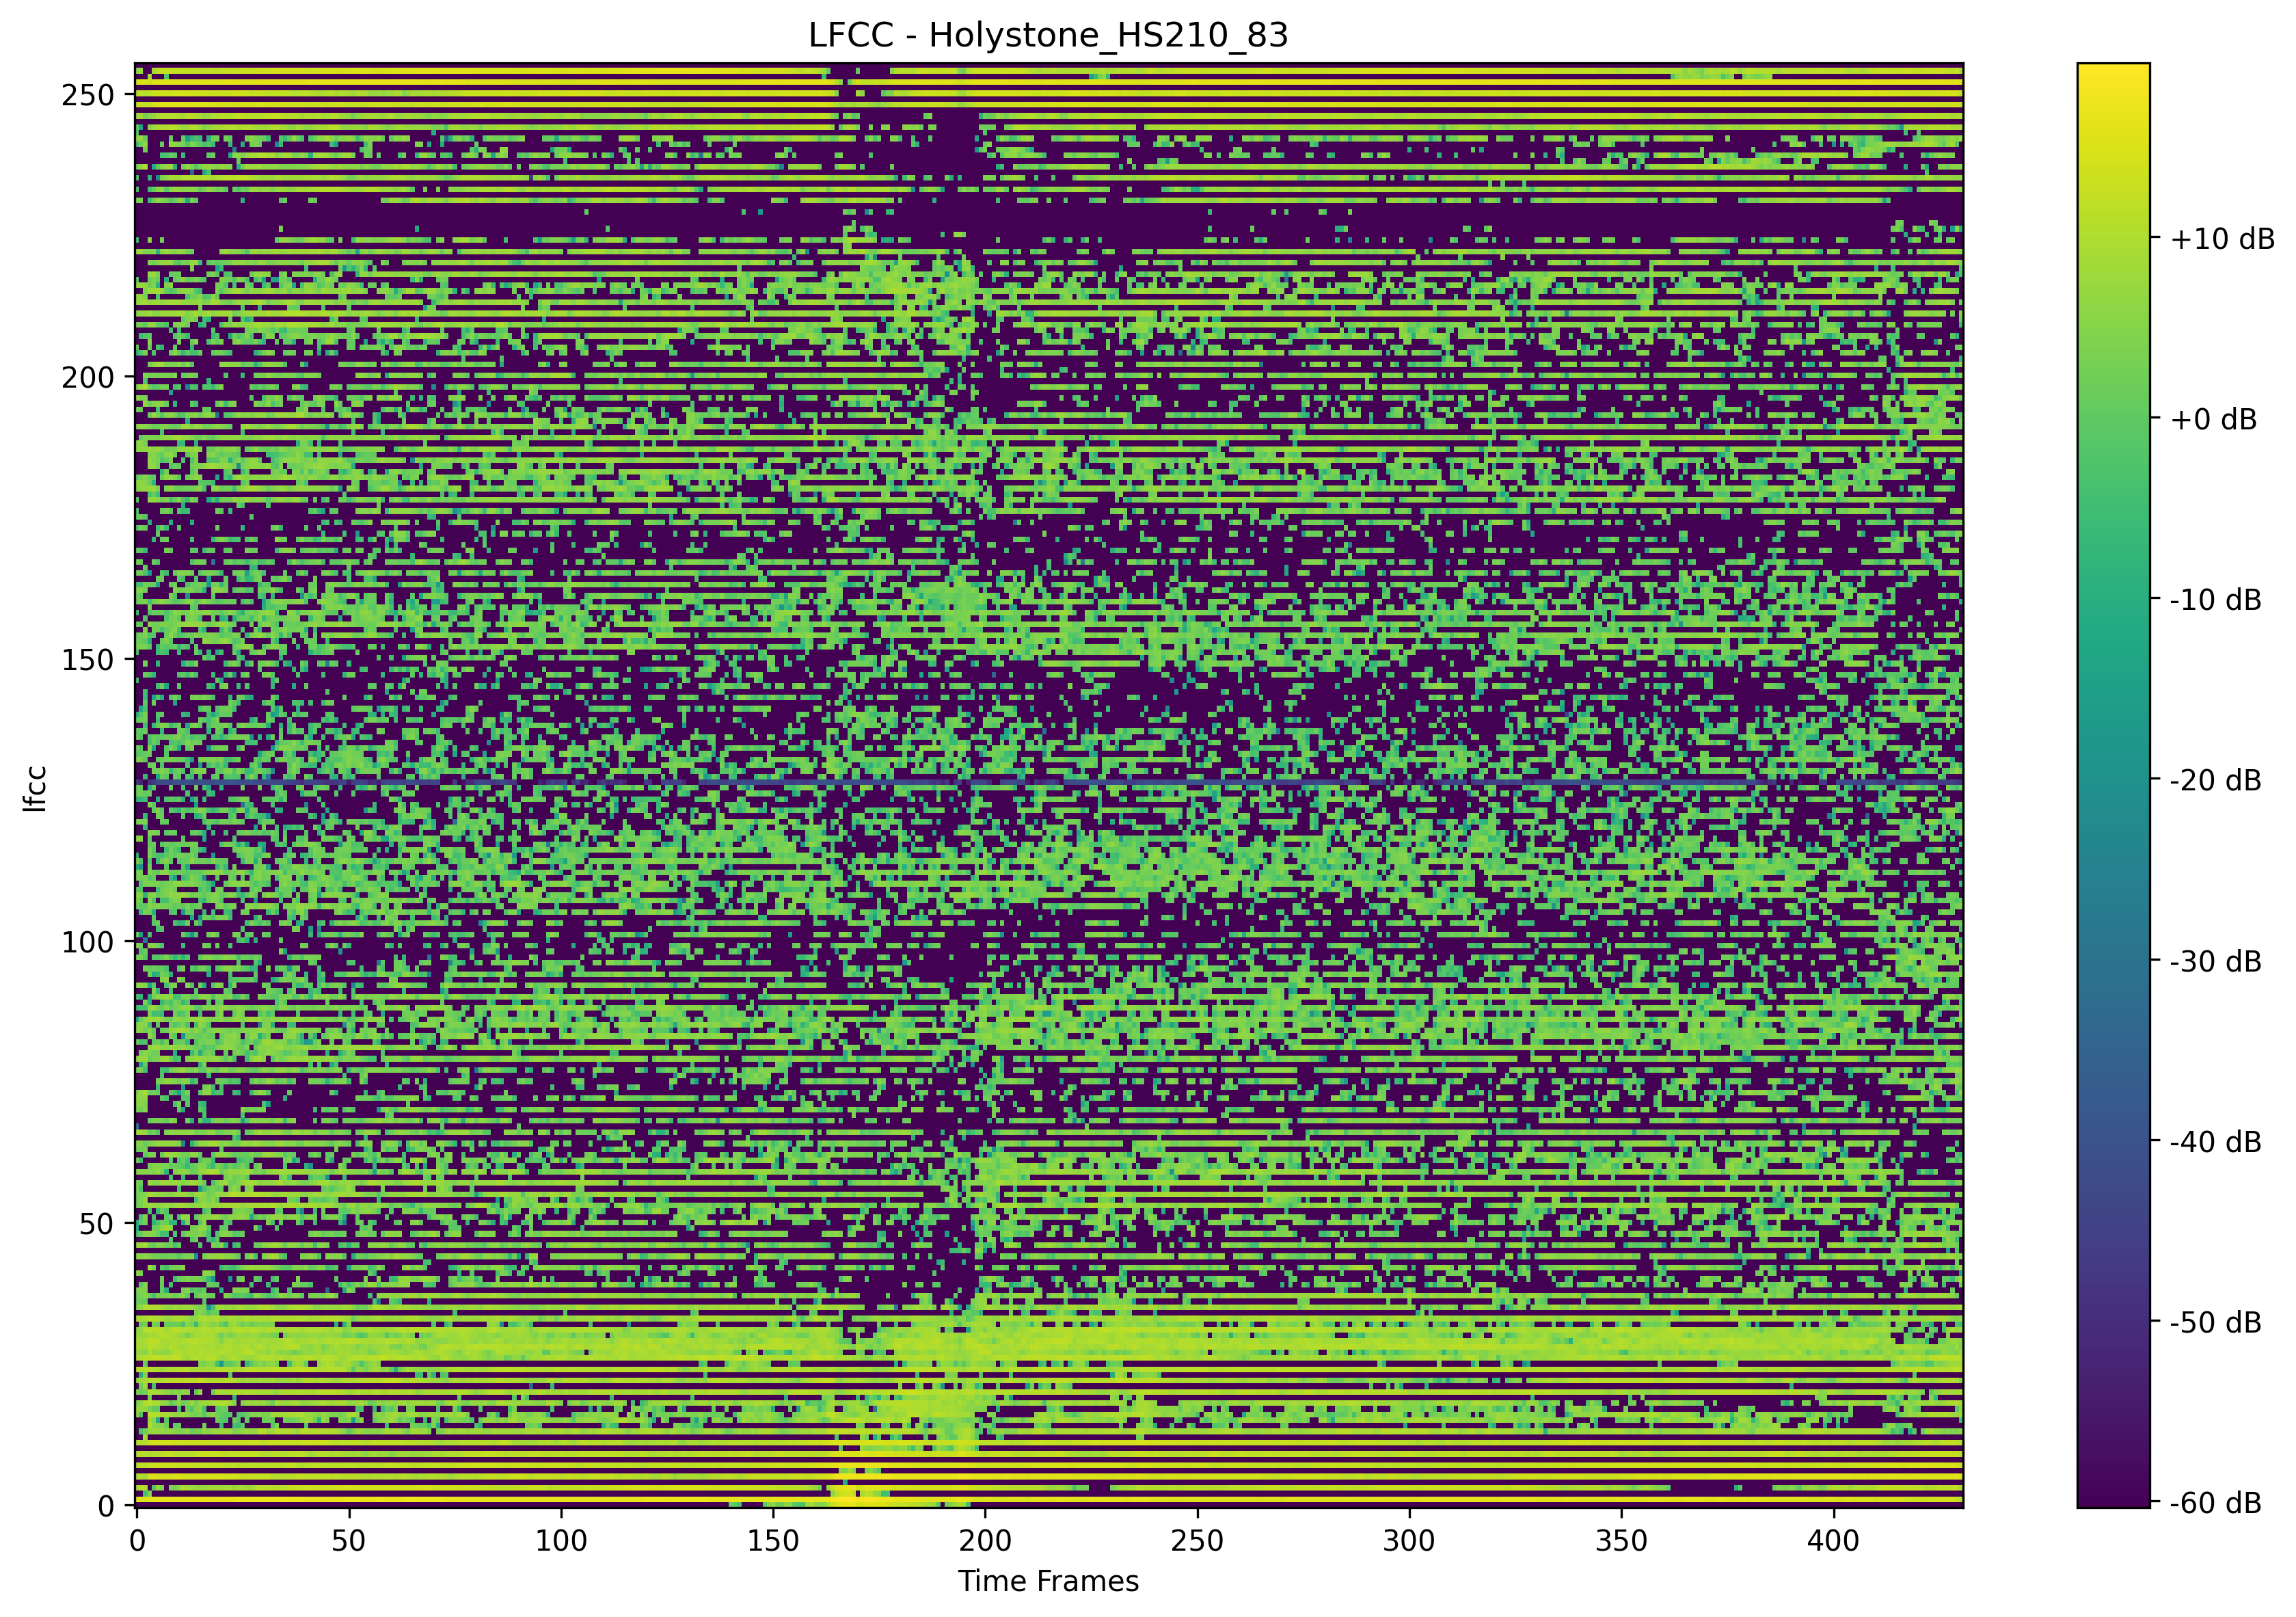 LFCC - Holystone_HS210_83
250
200
150
100
50
0
lfcc
0 50 100 150 200 250 300 350 400
Time Frames
+10 dB
+0 dB
-10 dB
-20 dB
-30 dB
-40 dB
-50 dB
-60 dB